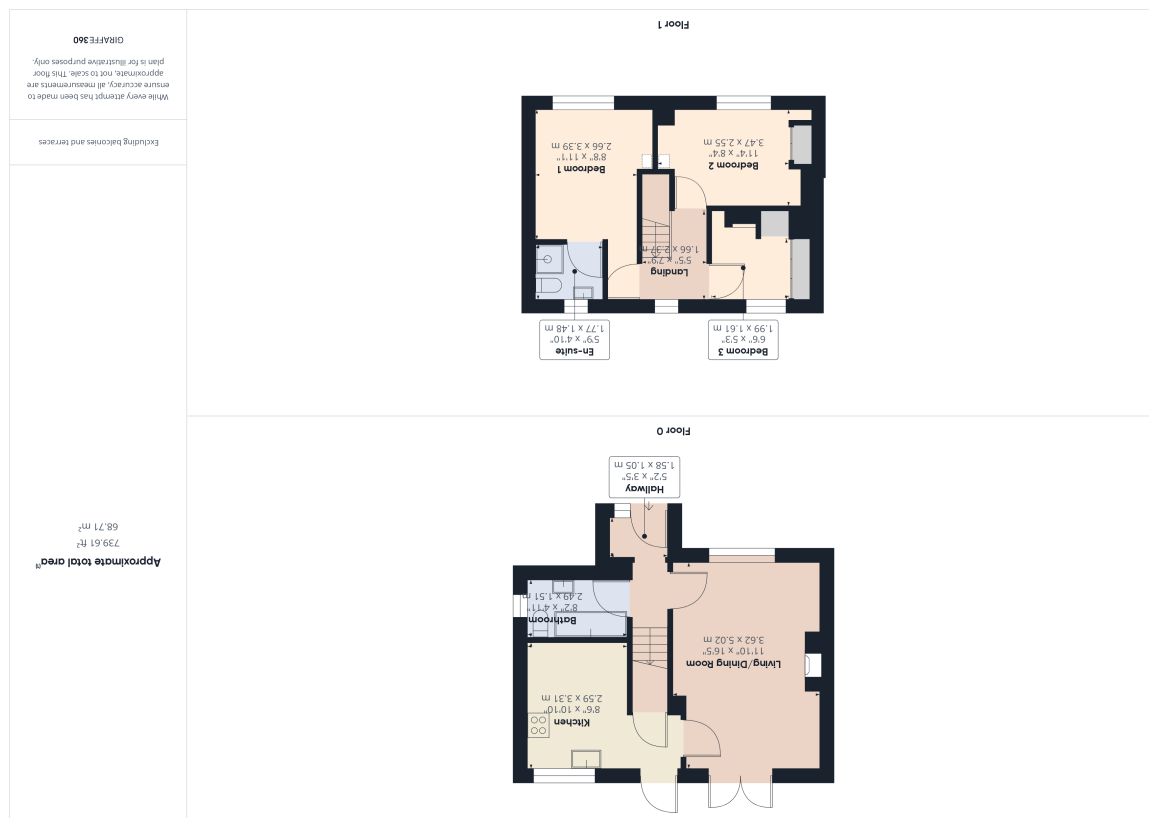 Approximate total area⁽¹⁾
739.61 ft²
68.71 m²
Excluding balconies and terraces
While every attempt has been made to
ensure accuracy, all measurements are
approximate, not to scale. This floor
plan is for illustrative purposes only.
GIRAFFE360
Living/Dining Room
11'10" x 16'5"
3.62 x 5.02 m
Kitchen
8'6" x 10'10"
2.59 x 3.31 m
Bathroom
8'2" x 4'11"
2.49 x 1.51 m
Hallway
5'2" x 3'5"
1.58 x 1.05 m
Floor 0
Bedroom 3
6'6" x 5'3"
1.99 x 1.61 m
En-suite
5'9" x 4'10"
1.77 x 1.48 m
Landing
5'5" x 7'9"
1.66 x 2.37 m
Bedroom 2
11'4" x 8'4"
3.47 x 2.55 m
Bedroom 1
8'8" x 11'1"
2.66 x 3.39 m
Floor 1